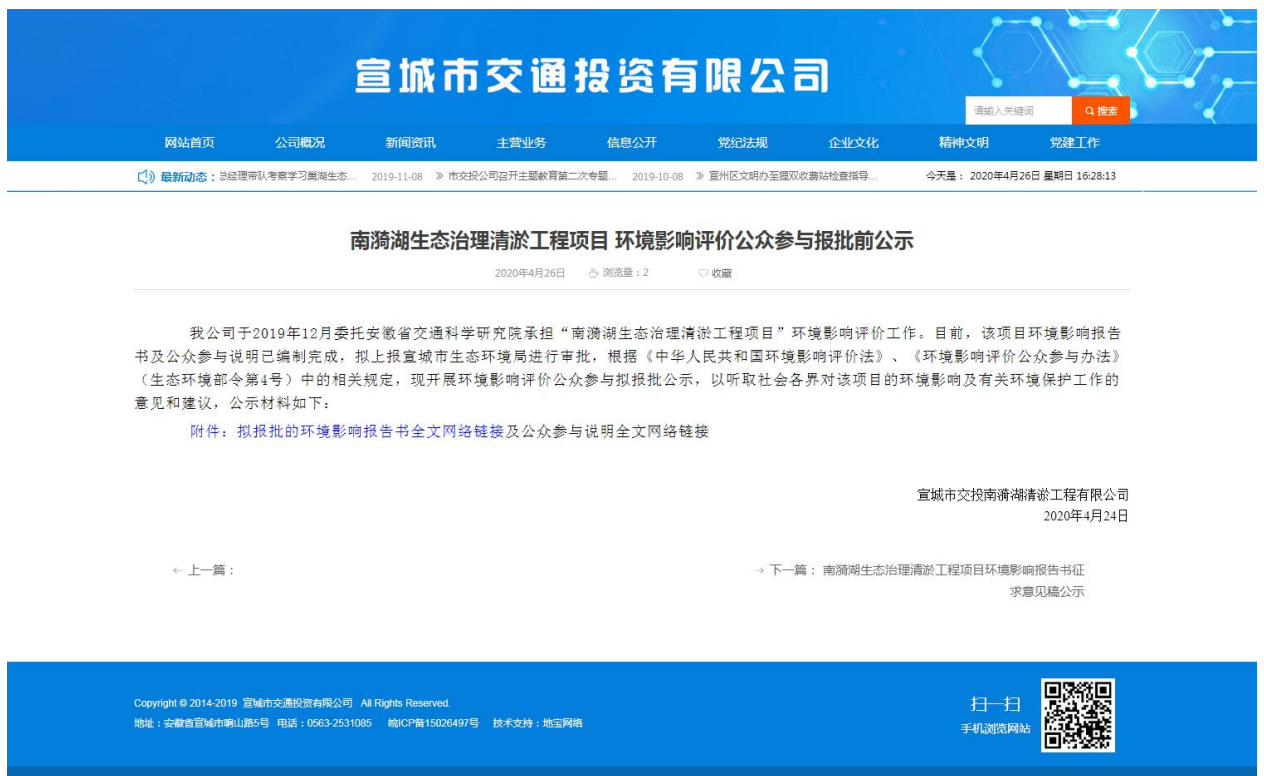 宣城市交通投资有限公司
请输入关键词 搜索
网站首页 公司概况 新闻资讯 主营业务 信息公开 党纪法规 企业文化 精神文明 党建工作
最新动态： 总经理带队考察学习巢湖生态... 2019-11-08 》 市交投公司召开主题教育第二次专题... 2019-10-08 》 宣州区文明办至狸双收费站检查指导... 今天是： 2020年4月26日 星期日 16:28:13
南漪湖生态治理清淤工程项目 环境影响评价公众参与报批前公示
2020年4月26日 浏览量：2 ♡ 收藏
我公司于2019年12月委托安徽省交通科学研究院承担“南漪湖生态治理清淤工程项目”环境影响评价工作。目前，该项目环境影响报告
书及公众参与说明已编制完成，拟上报宣城市生态环境局进行审批，根据《中华人民共和国环境影响评价法》、《环境影响评价公众参与办法》
（生态环境部令第4号）中的相关规定，现开展环境影响评价公众参与拟报批公示，以听取社会各界对该项目的环境影响及有关环境保护工作的
意见和建议，公示材料如下：
附件：拟报批的环境影响报告书全文网络链接及公众参与说明全文网络链接
宣城市交投南漪湖清淤工程有限公司
2020年4月24日
← 上一篇：
→ 下一篇： 南漪湖生态治理清淤工程项目环境影响报告书征
求意见稿公示
Copyright © 2014-2019 宣城市交通投资有限公司 All Rights Reserved.
地址：安徽省宣城市响山路5号 电话：0563-2531085 皖ICP备15026497号 技术支持：地宝网络
扫一扫
手机浏览网站